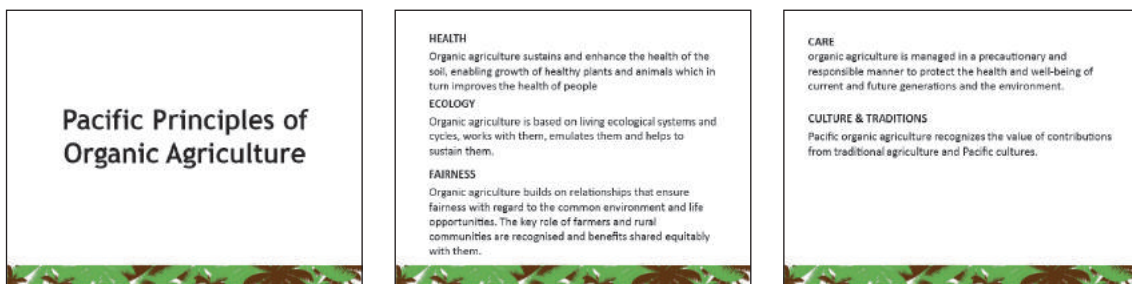 Pacific Principles of
Organic Agriculture
HEALTH
Organic agriculture sustains and enhance the health of the
soil, enabling growth of healthy plants and animals which in
turn improves the health of people
ECOLOGY
Organic agriculture is based on living ecological systems and
cycles, works with them, emulates them and helps to
sustain them.
FAIRNESS
Organic agriculture builds on relationships that ensure
fairness with regard to the common environment and life
opportunities. The key role of farmers and rural
communities are recognised and benefits shared equitably
with them.
CARE
organic agriculture is managed in a precautionary and
responsible manner to protect the health and well-being of
current and future generations and the environment.
CULTURE & TRADITIONS
Pacific organic agriculture recognizes the value of contributions
from traditional agriculture and Pacific cultures.